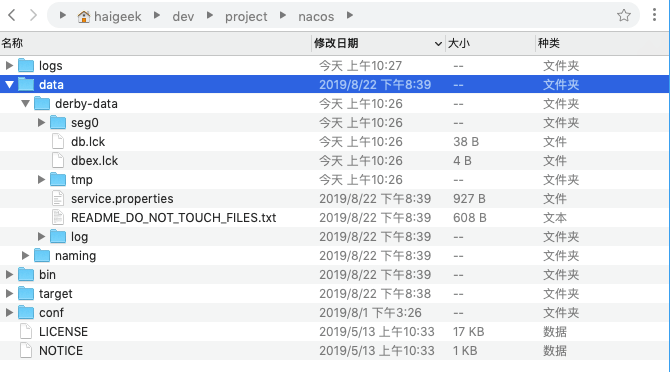 haigeek dev project nacos
名称 修改日期 大小 种类
logs 今天 上午10:27 -- 文件夹
data 2019/8/22 下午8:39 -- 文件夹
derby-data 今天 上午10:26 -- 文件夹
seg0 今天 上午10:26 -- 文件夹
db.lck 今天 上午10:26 38 B 文件
dbex.lck 今天 上午10:26 4 B 文件
tmp 今天 上午10:26 -- 文件夹
service.properties 2019/8/22 下午8:39 927 B 文件
README_DO_NOT_TOUCH_FILES.txt 2019/8/22 下午8:39 608 B 文本
log 2019/8/22 下午8:39 -- 文件夹
naming 2019/8/22 下午8:39 -- 文件夹
bin 2019/8/22 下午8:39 -- 文件夹
target 2019/8/22 下午8:38 -- 文件夹
conf 2019/8/1 下午3:26 -- 文件夹
LICENSE 2019/5/13 上午10:33 17 KB 数据
NOTICE 2019/5/13 上午10:33 1 KB 数据